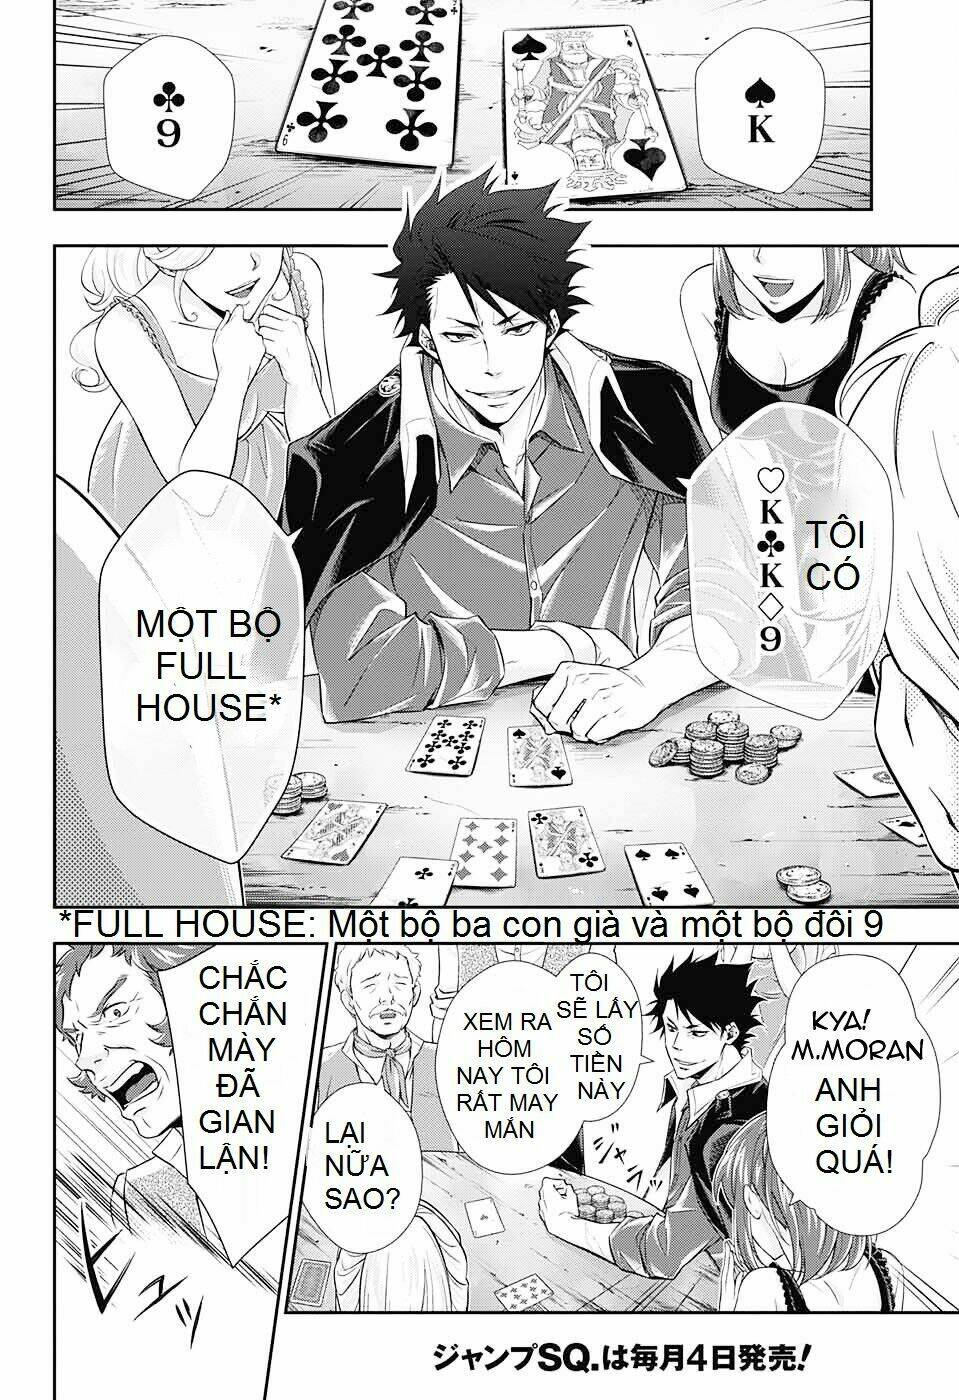 ♠
K
♣
9
♡
K
♣
K
◇
9
TÔI
CÓ
MỘT BỘ
FULL
HOUSE*
*FULL HOUSE: Một bộ ba con già và một bộ đôi 9
KYA!
M.MORAN
ANH
GIỎI
QUÁ!
TÔI
SẼ LẤY
SỐ
TIỀN
NÀY
XEM RA
HÔM
NAY TÔI
RẤT MAY
MẮN
LẠI
NỮA
SAO?
CHẮC
CHẮN
MÀY
ĐÃ
GIAN
LẬN!
ジャンプSQ.は毎月4日発売!